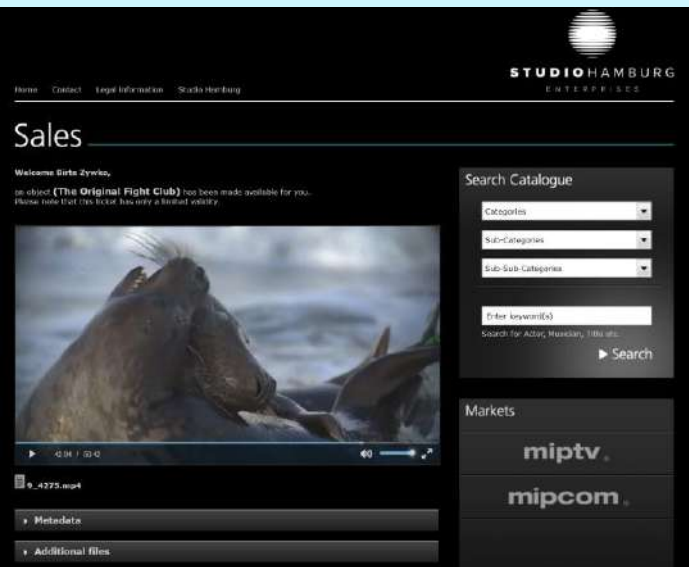 STUDIOHAMBURG
ENTERPRISES
Home Contact Legal Information Studio Hamburg
Sales
Welcome Birte Zywko,
an object (The Original Fight Club) has been made available for you.
Please note that this ticket has only a limited validity.
Search Catalogue
Categories
Sub-Categories
Sub-Sub-Categories
Enter keyword(s)
Search for Actor, Musician, Title etc.
Search
9_4275.mp4
Metadata
Additional files
Markets
miptv
mipcom